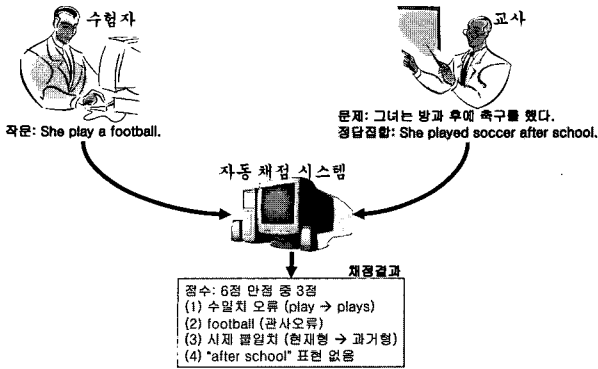 수험자
교사
작문: She play a football.
문제: 그녀는 방과 후에 축구를 했다.
정답집합: She played soccer after school.
자동 채점 시스템
채점결과
점수: 6점 만점 중 3점
(1) 수일치 오류 (play → plays)
(2) football (관사오류)
(3) 시제 불일치 (현재형 → 과거형)
(4) "after school" 표현 없음